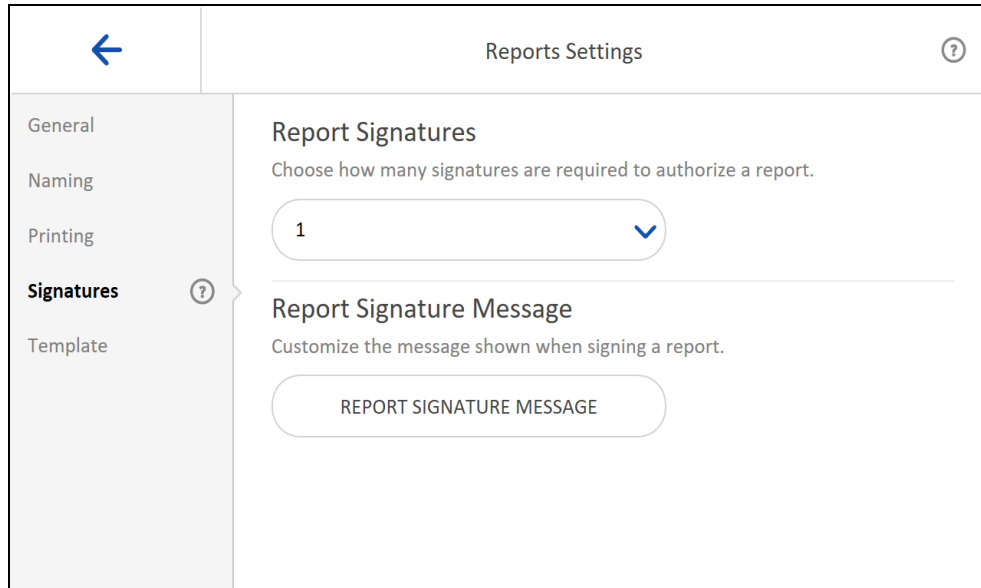 Reports Settings
?
General
Naming
Printing
Signatures
?
Template
Report Signatures
Choose how many signatures are required to authorize a report.
1
Report Signature Message
Customize the message shown when signing a report.
REPORT SIGNATURE MESSAGE